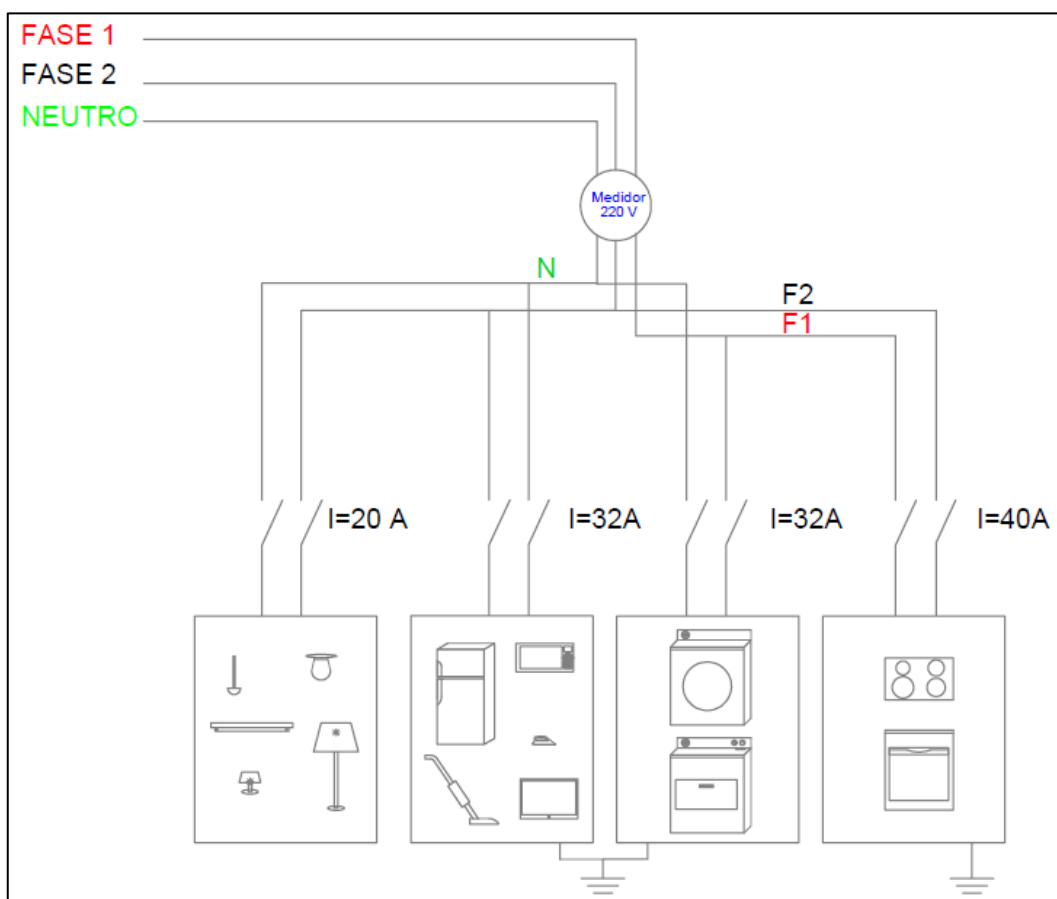 FASE 1
FASE 2
NEUTRO
Medidor
220 V
N
F2
F1
I=20 A
I=32A
I=32A
I=40A